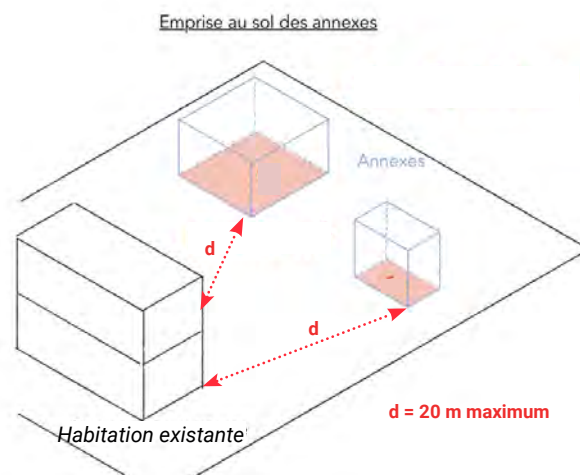 Emprise au sol des annexes
Annexes
d
d
d = 20 m maximum
Habitation existante